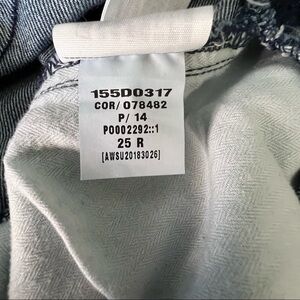 155D0317
COR/ 078482
P/ 14
P0002292::1
25 R
[AWSU20183026]